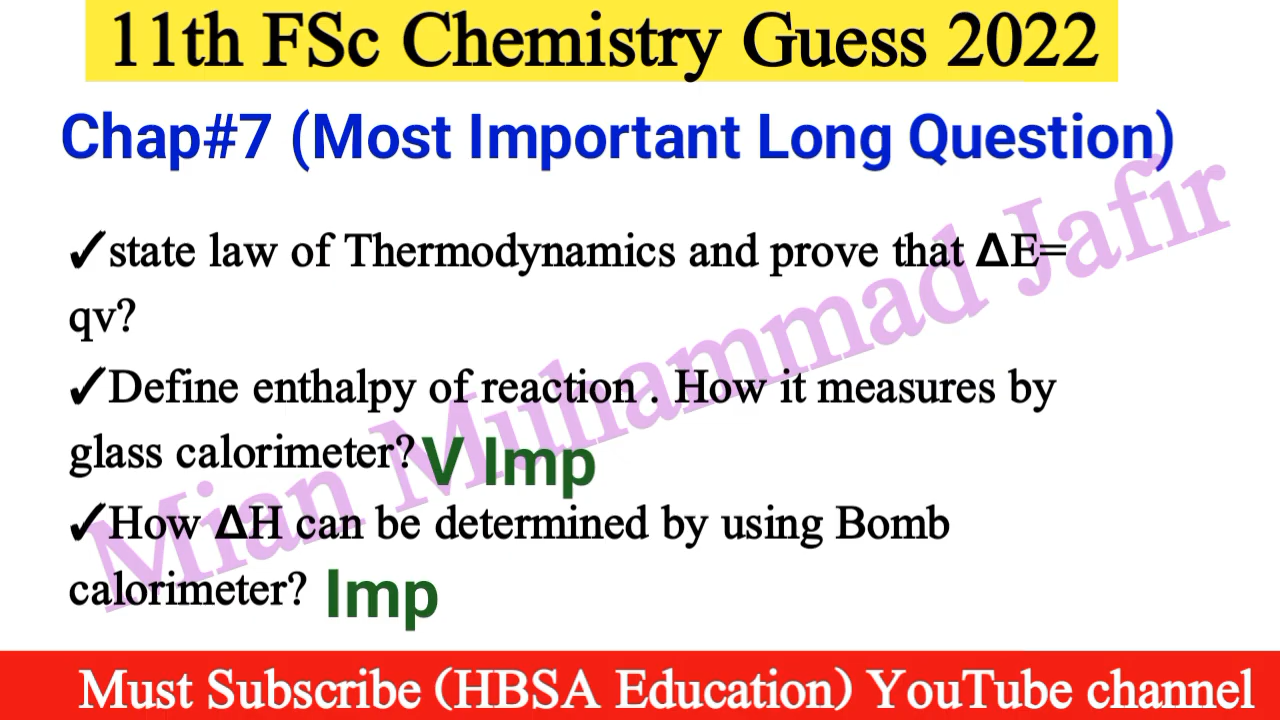 11th FSc Chemistry Guess 2022
Chap#7 (Most Important Long Question)
✓state law of Thermodynamics and prove that ΔE=
qv?
✓Define enthalpy of reaction . How it measures by
glass calorimeter? V Imp
✓How ΔH can be determined by using Bomb
calorimeter? Imp
Mian Muhammad Jafir
Must Subscribe (HBSA Education) YouTube channel